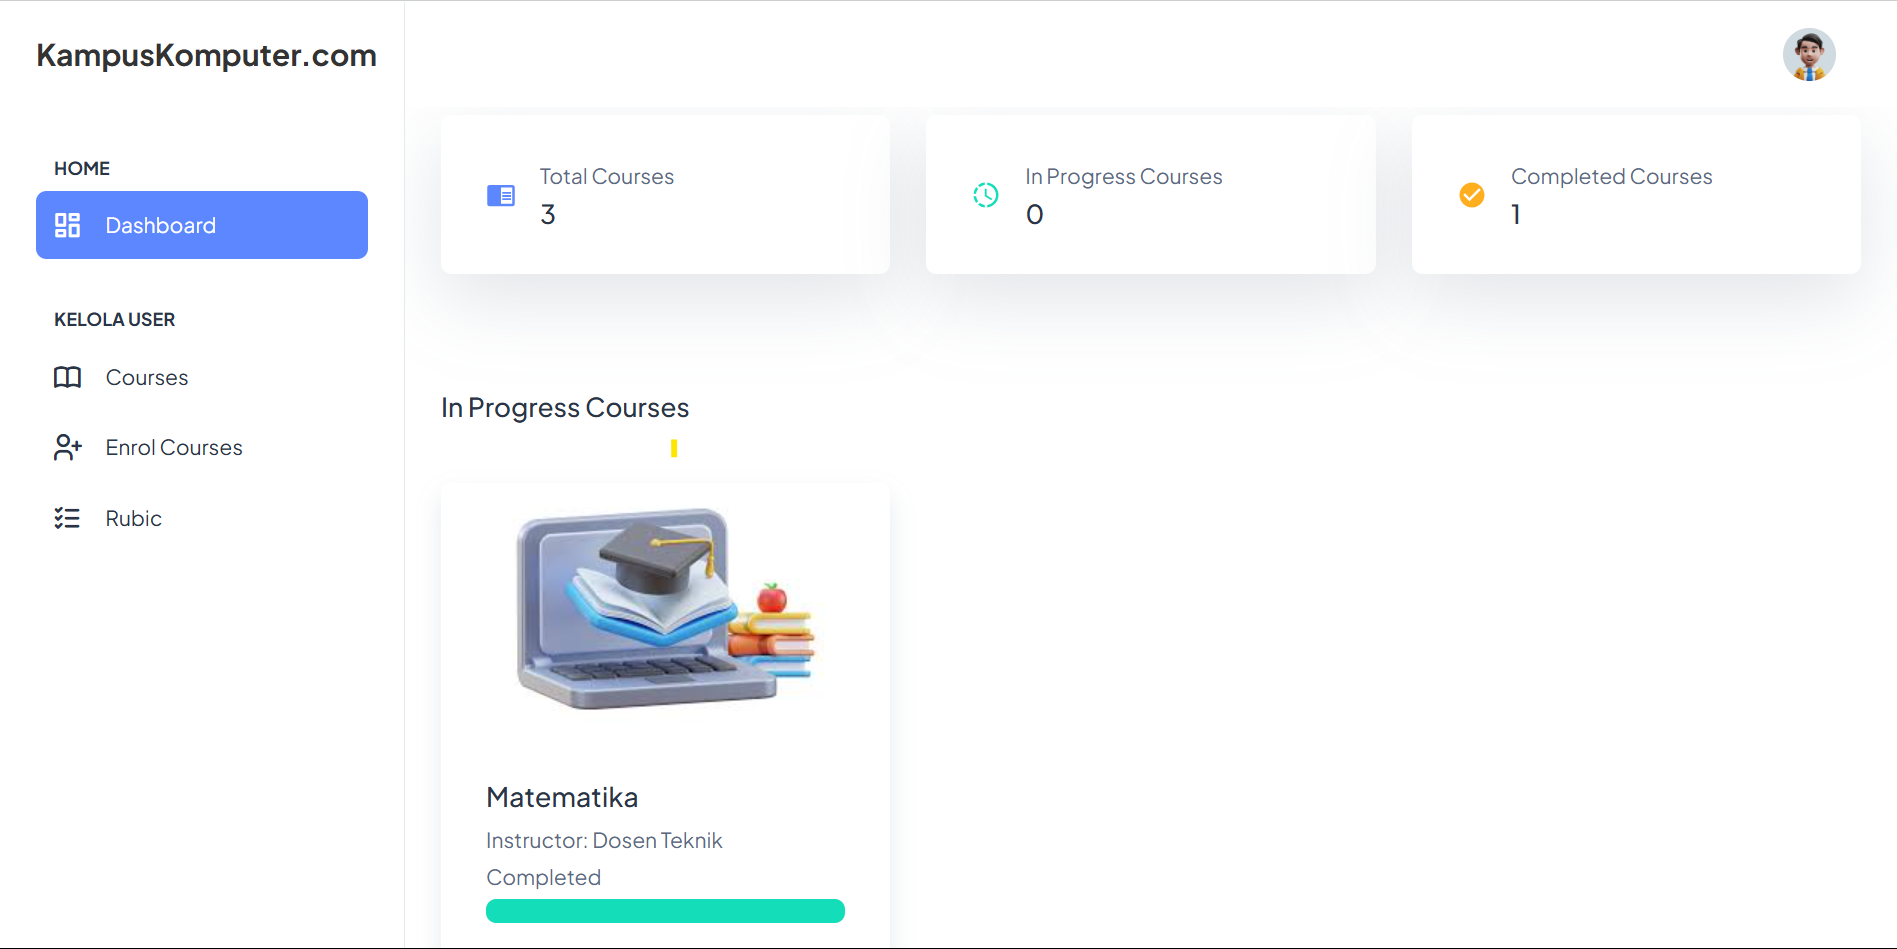 KampusKomputer.com
HOME
Dashboard
KELOLA USER
Courses
Enrol Courses
Rubic
Total Courses
3
In Progress Courses
0
Completed Courses
1
In Progress Courses
Matematika
Instructor: Dosen Teknik
Completed